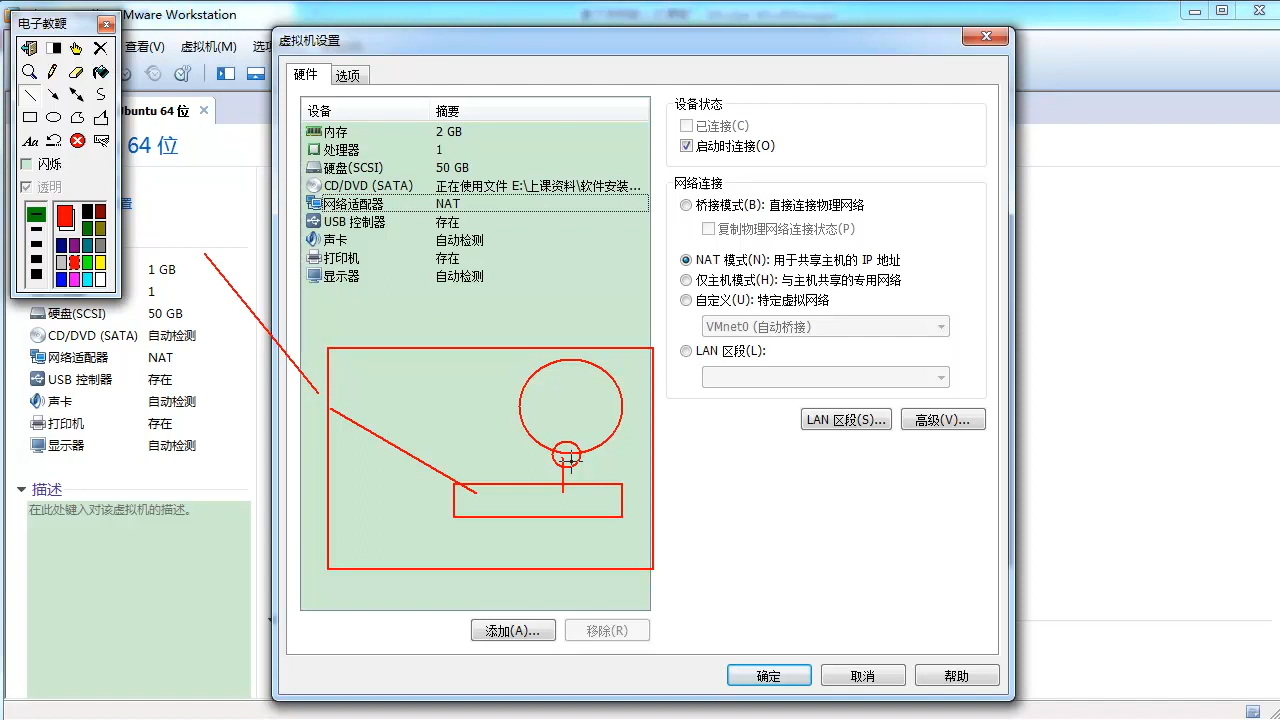 电子教鞭
Mware Workstation
查看(V)
虚拟机(M)
虚拟机设置
硬件
选项
buntu 64 位
64 位
Aa
闪烁
透明
置
1 GB
1
硬盘(SCSI) 50 GB
CD/DVD (SATA) 自动检测
网络适配器 NAT
USB 控制器 存在
声卡 自动检测
打印机 存在
显示器 自动检测
描述
在此处键入对该虚拟机的描述。
设备 摘要
内存 2 GB
处理器 1
硬盘(SCSI) 50 GB
CD/DVD (SATA) 正在使用文件 E:\上课资料\软件安装...
网络适配器 NAT
USB 控制器 存在
声卡 自动检测
打印机 存在
显示器 自动检测
添加(A)...
移除(R)
设备状态
已连接(C)
启动时连接(O)
网络连接
桥接模式(B): 直接连接物理网络
复制物理网络连接状态(P)
NAT 模式(N): 用于共享主机的 IP 地址
仅主机模式(H): 与主机共享的专用网络
自定义(U): 特定虚拟网络
VMnet0 (自动桥接)
LAN 区段(L):
LAN 区段(S)...
高级(V)...
确定
取消
帮助